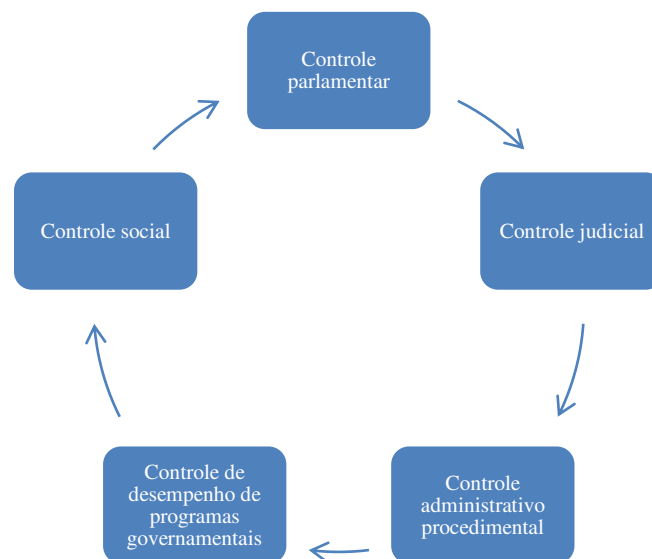 Controle
parlamentar
Controle judicial
Controle
administrativo
procedimental
Controle de
desempenho de
programas
governamentais
Controle social